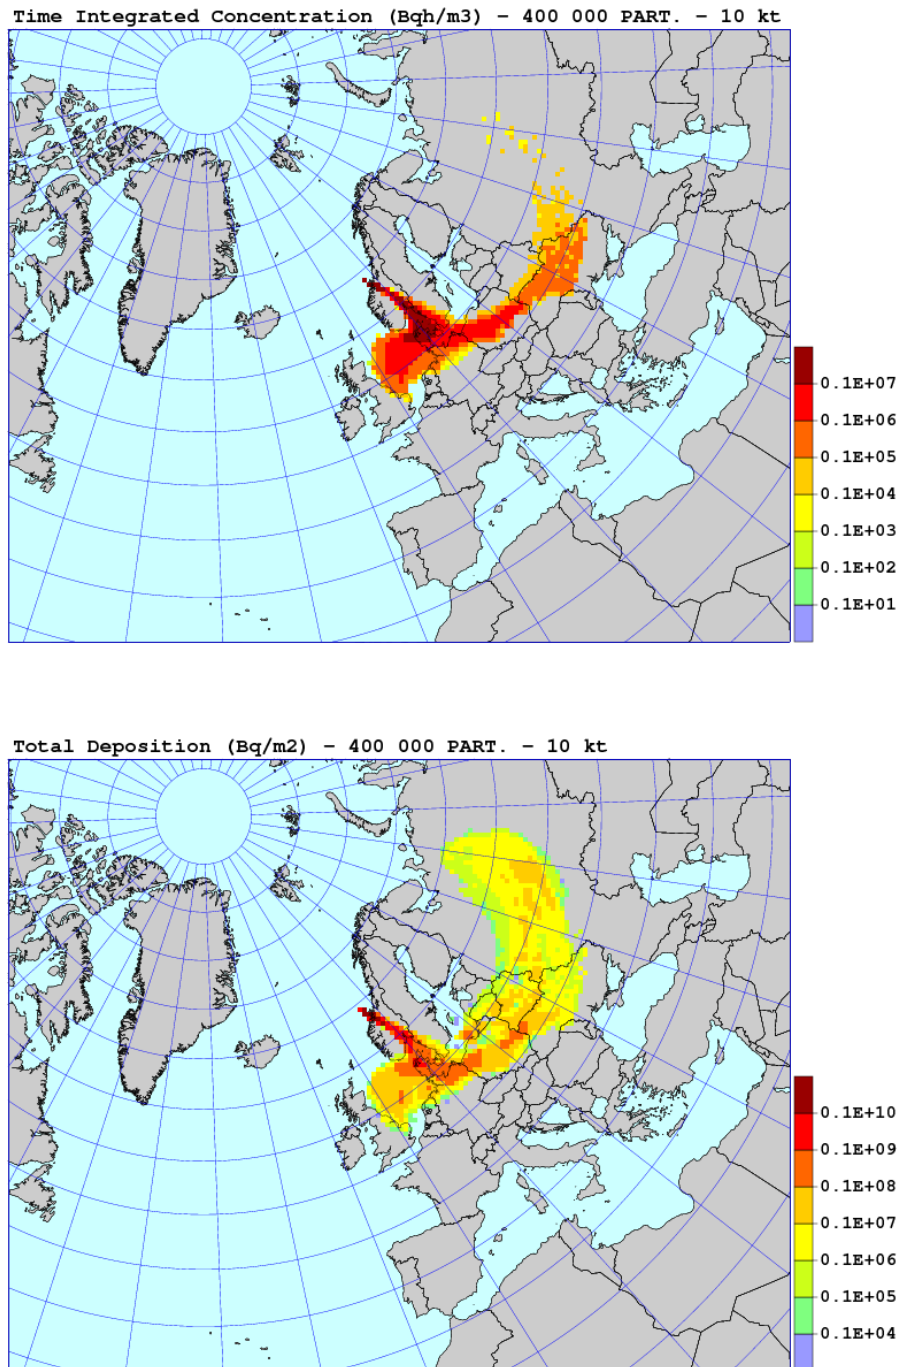 Time Integrated Concentration (Bqh/m3) – 400 000 PART. – 10 kt
0.1E+07
0.1E+06
0.1E+05
0.1E+04
0.1E+03
0.1E+02
0.1E+01
Total Deposition (Bq/m2) – 400 000 PART. – 10 kt
0.1E+10
0.1E+09
0.1E+08
0.1E+07
0.1E+06
0.1E+05
0.1E+04